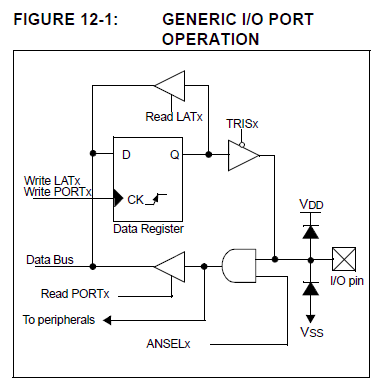 FIGURE 12-1: GENERIC I/O PORT
OPERATION
Read LATx
TRISx
D Q
Write LATx
Write PORTx
CK
Data Register
VDD
Data Bus
I/O pin
Read PORTx
To peripherals
VSS
ANSELx